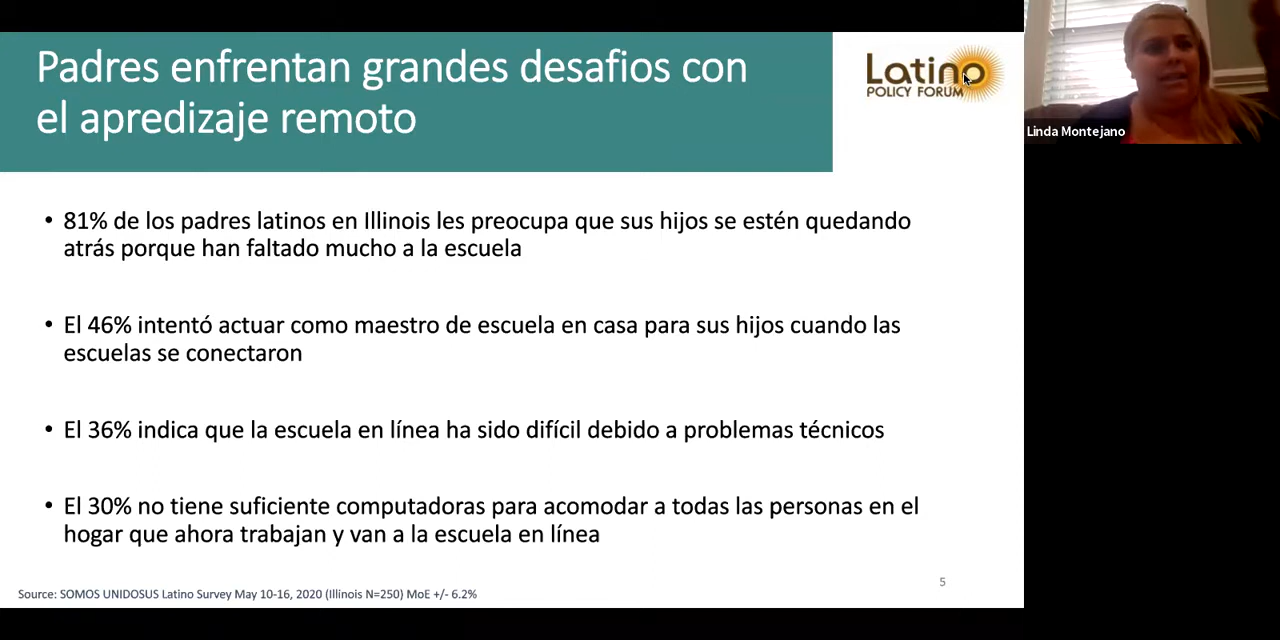 Padres enfrentan grandes desafios con
el apredizaje remoto
Latino
POLICY FORUM
Linda Montejano
• 81% de los padres latinos en Illinois les preocupa que sus hijos se estén quedando
atrás porque han faltado mucho a la escuela
• El 46% intentó actuar como maestro de escuela en casa para sus hijos cuando las
escuelas se conectaron
• El 36% indica que la escuela en línea ha sido difícil debido a problemas técnicos
• El 30% no tiene suficiente computadoras para acomodar a todas las personas en el
hogar que ahora trabajan y van a la escuela en línea
5
Source: SOMOS UNIDOSUS Latino Survey May 10-16, 2020 (Illinois N=250) MoE +/- 6.2%